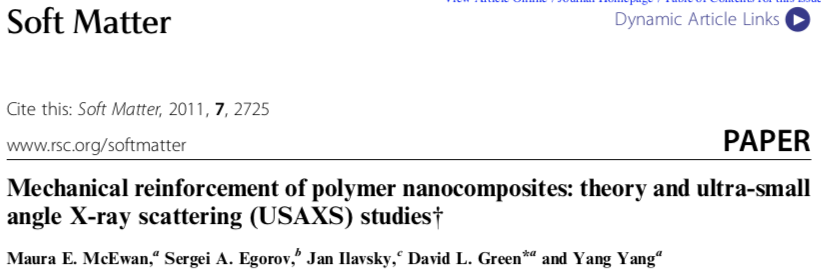 View Article Online / Journal Homepage / Table of Contents for this issue
Soft Matter
Dynamic Article Links
Cite this: Soft Matter, 2011, 7, 2725
www.rsc.org/softmatter
PAPER
Mechanical reinforcement of polymer nanocomposites: theory and ultra-small
angle X-ray scattering (USAXS) studies†
Maura E. McEwan,a Sergei A. Egorov,b Jan Ilavsky,c David L. Green*a and Yang Yanga